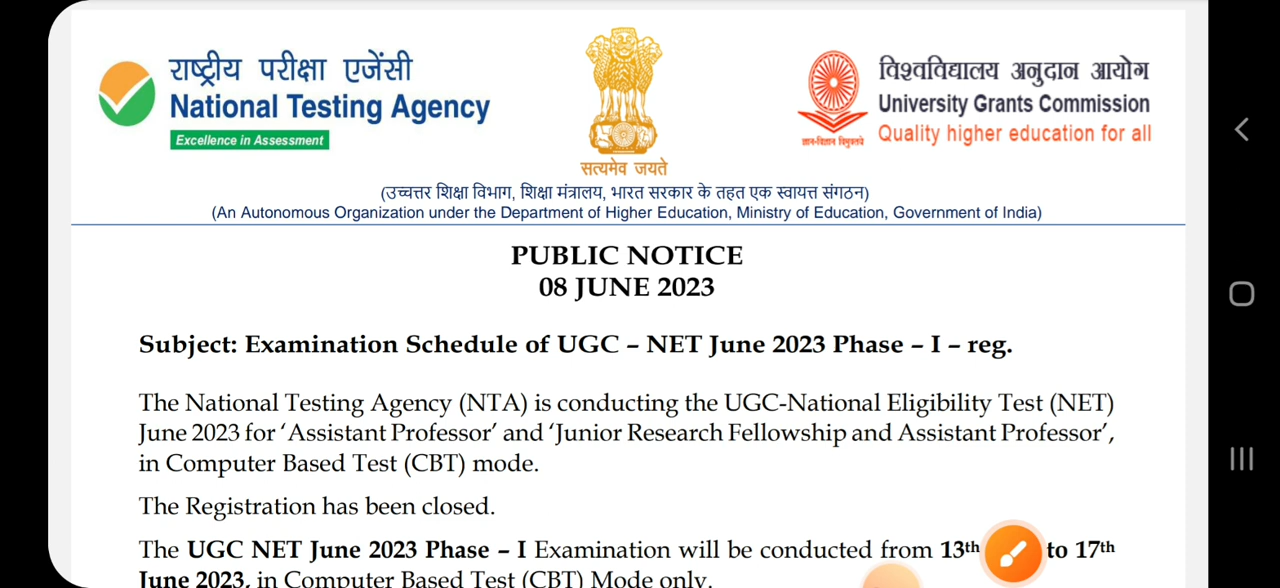 राष्ट्रीय परीक्षा एजेंसी
National Testing Agency
Excellence in Assessment
सत्यमेव जयते
विश्वविद्यालय अनुदान आयोग
University Grants Commission
Quality higher education for all
ज्ञान-विज्ञान विमुक्तये
(उच्चत्तर शिक्षा विभाग, शिक्षा मंत्रालय, भारत सरकार के तहत एक स्वायत्त संगठन)
(An Autonomous Organization under the Department of Higher Education, Ministry of Education, Government of India)
PUBLIC NOTICE
08 JUNE 2023
Subject: Examination Schedule of UGC – NET June 2023 Phase – I – reg.
The National Testing Agency (NTA) is conducting the UGC-National Eligibility Test (NET)
June 2023 for ‘Assistant Professor’ and ‘Junior Research Fellowship and Assistant Professor’,
in Computer Based Test (CBT) mode.
The Registration has been closed.
The UGC NET June 2023 Phase – I Examination will be conducted from 13th to 17th
June 2023, in Computer Based Test (CBT) Mode only.